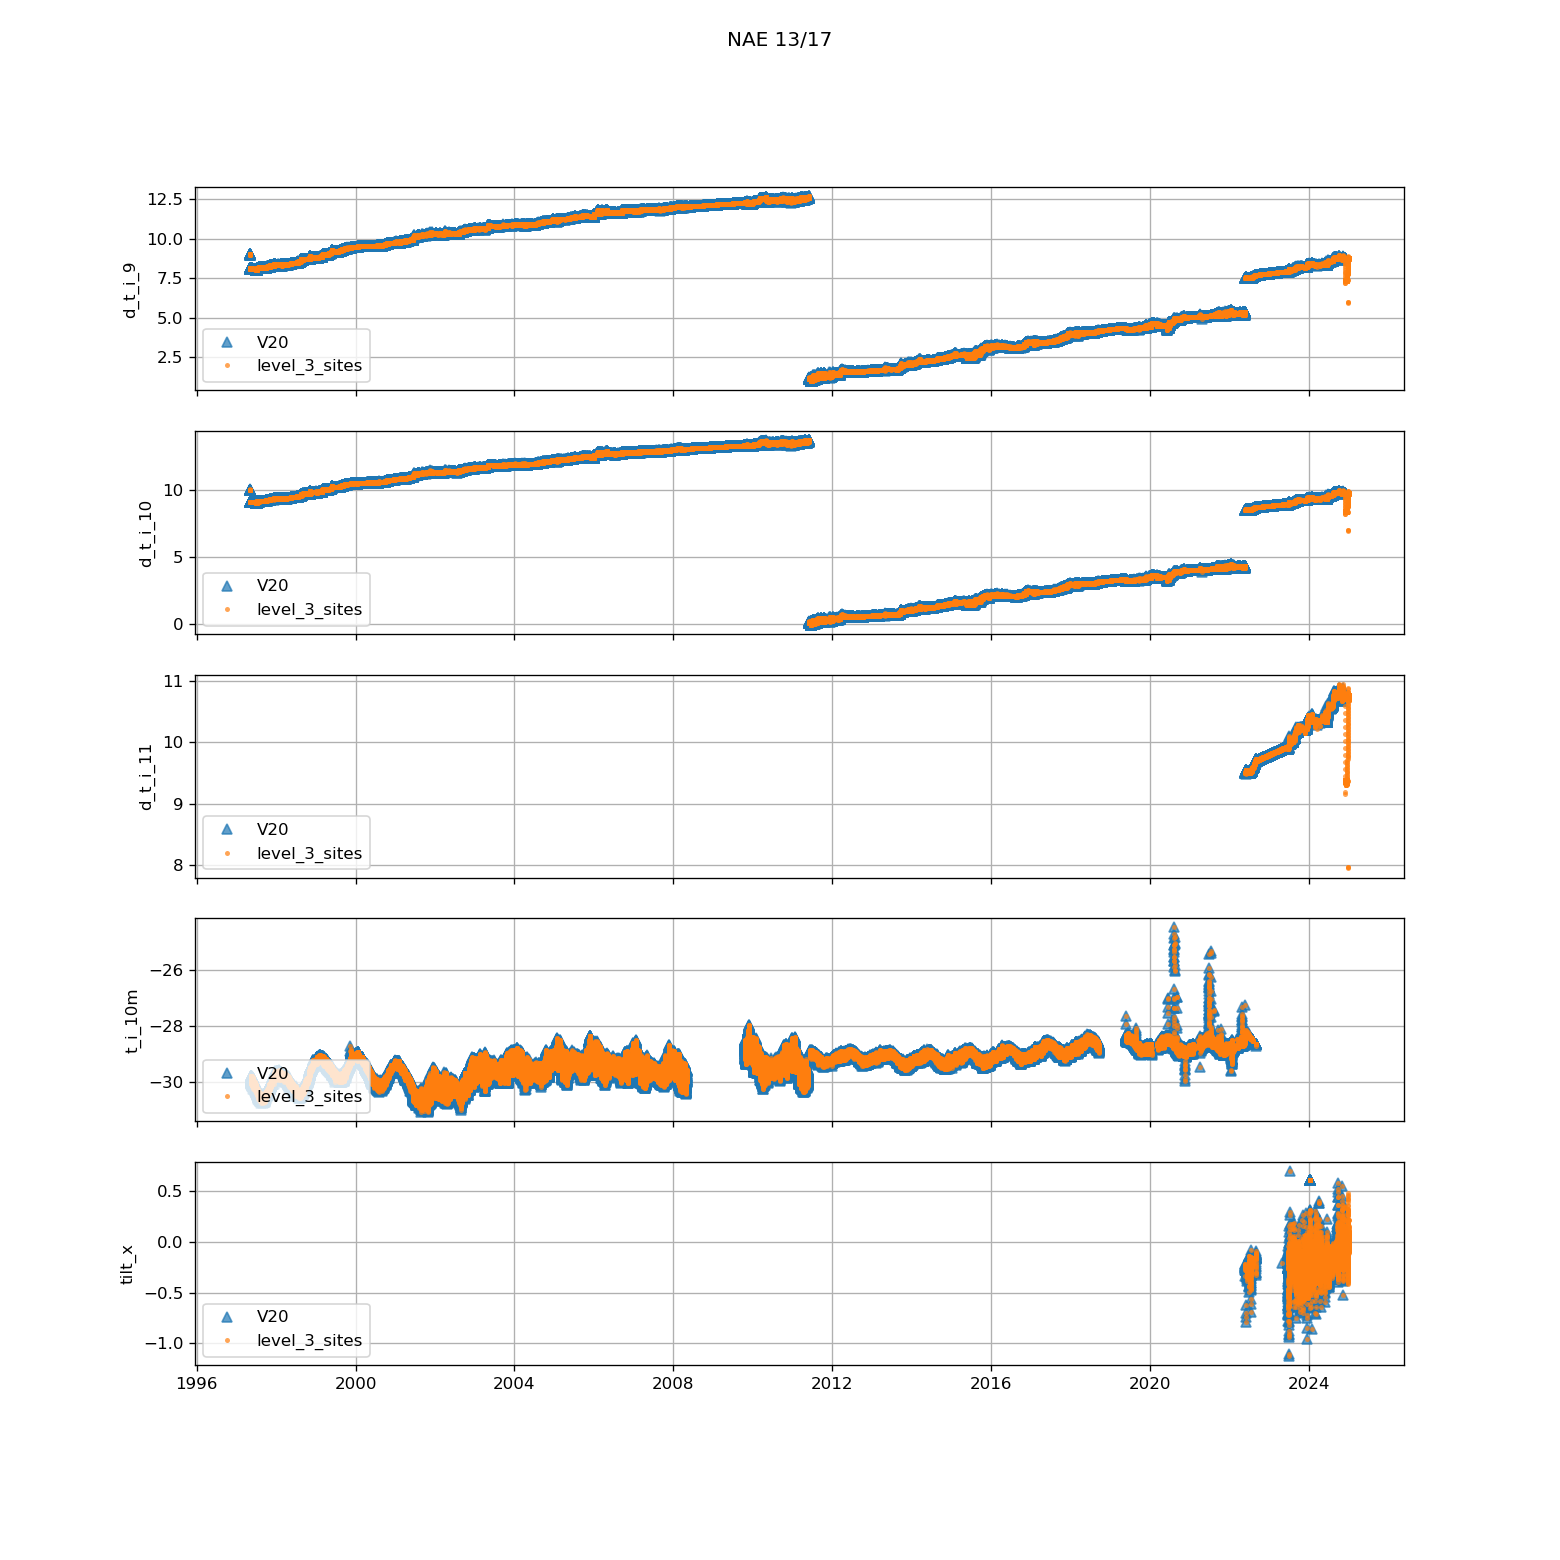 NAE 13/17
12.5
10.0
7.5
5.0
2.5
d_t_i_9
V20
level_3_sites
10
5
0
d_t_i_10
V20
level_3_sites
11
10
9
8
d_t_i_11
V20
level_3_sites
−26
−28
−30
t_i_10m
V20
level_3_sites
0.5
0.0
−0.5
−1.0
tilt_x
V20
level_3_sites
1996 2000 2004 2008 2012 2016 2020 2024